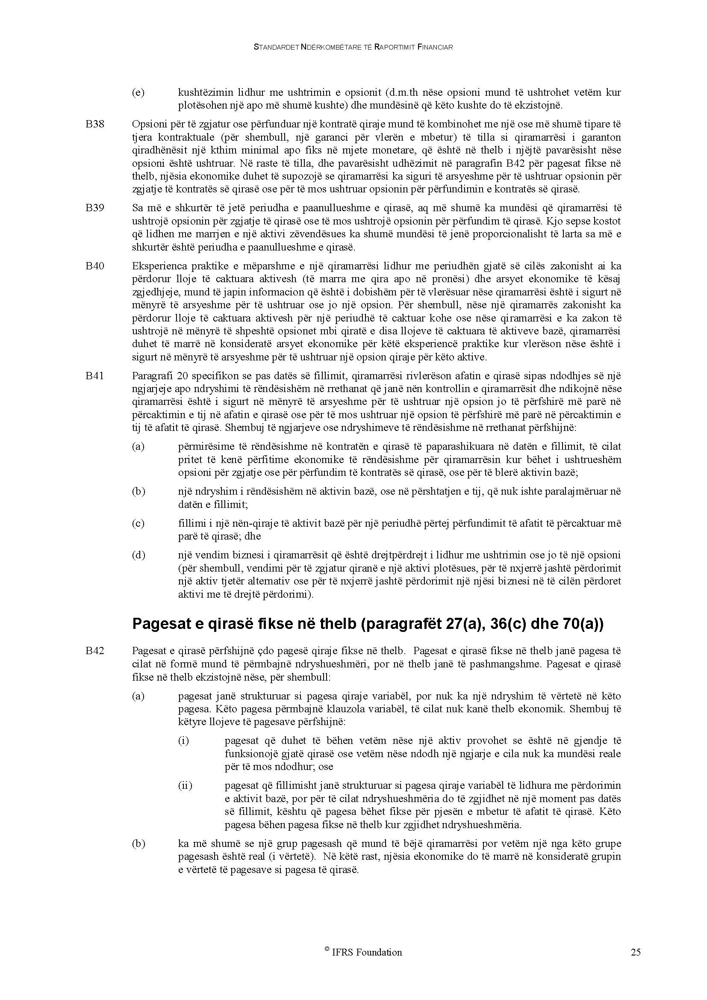 STANDARDET NDËRKOMBËTARE TË RAPORTIMIT FINANCIAR
(e) kushtëzimin lidhur me ushtrimin e opsionit (d.m.th nëse opsioni mund të ushtrohet vetëm kur
plotësohen një apo më shumë kushte) dhe mundësinë që këto kushte do të ekzistojnë.
B38 Opsioni për të zgjatur ose përfunduar një kontratë qiraje mund të kombinohet me një ose më shumë tipare të
tjera kontraktuale (për shembull, një garanci për vlerën e mbetur) të tilla si qiramarrësi i garanton
qiradhënësit një kthim minimal apo fiks në mjete monetare, që është në thelb i njëjtë pavarësisht nëse
opsioni është ushtruar. Në raste të tilla, dhe pavarësisht udhëzimit në paragrafin B42 për pagesat fikse në
thelb, njësia ekonomike duhet të supozojë se qiramarrësi ka siguri të arsyeshme për të ushtruar opsionin për
zgjatje të kontratës së qirasë ose për të mos ushtruar opsionin për përfundimin e kontratës së qirasë.
B39 Sa më e shkurtër të jetë periudha e paanullueshme e qirasë, aq më shumë ka mundësi që qiramarrësi të
ushtrojë opsionin për zgjatje të qirasë ose të mos ushtrojë opsionin për përfundim të qirasë. Kjo sepse kostot
që lidhen me marrjen e një aktivi zëvendësues ka shumë mundësi të jenë proporcionalisht të larta sa më e
shkurtër është periudha e paanullueshme e qirasë.
B40 Eksperienca praktike e mëparshme e një qiramarrësi lidhur me periudhën gjatë së cilës zakonisht ai ka
përdorur lloje të caktuara aktivesh (të marra me qira apo në pronësi) dhe arsyet ekonomike të kësaj
zgjedhjeje, mund të japin informacion që është i dobishëm për të vlerësuar nëse qiramarrësi është i sigurt në
mënyrë të arsyeshme për të ushtruar ose jo një opsion. Për shembull, nëse një qiramarrës zakonisht ka
përdorur lloje të caktuara aktivesh për një periudhë të caktuar kohe ose nëse qiramarrësi e ka zakon të
ushtrojë në mënyrë të shpeshtë opsionet mbi qiratë e disa llojeve të caktuara të aktiveve bazë, qiramarrësi
duhet të marrë në konsideratë arsyet ekonomike për këtë eksperiencë praktike kur vlerëson nëse është i
sigurt në mënyrë të arsyeshme për të ushtruar një opsion qiraje për këto aktive.
B41 Paragrafi 20 specifikon se pas datës së fillimit, qiramarrësi rivlerëson afatin e qirasë sipas ndodhjes së një
ngjarjeje apo ndryshimi të rëndësishëm në rrethanat që janë nën kontrollin e qiramarrësit dhe ndikojnë nëse
qiramarrësi është i sigurt në mënyrë të arsyeshme për të ushtruar një opsion jo të përfshirë më parë në
përcaktimin e tij në afatin e qirasë ose për të mos ushtruar një opsion të përfshirë më parë në përcaktimin e
tij të afatit të qirasë. Shembuj të ngjarjeve ose ndryshimeve të rëndësishme në rrethanat përfshijnë:
(a) përmirësime të rëndësishme në kontratën e qirasë të paparashikuara në datën e fillimit, të cilat
pritet të kenë përfitime ekonomike të rëndësishme për qiramarrësin kur bëhet i ushtrueshëm
opsioni për zgjatje ose për përfundim të kontratës së qirasë, ose për të blerë aktivin bazë;
(b) një ndryshim i rëndësishëm në aktivin bazë, ose në përshtatjen e tij, që nuk ishte paralajmëruar në
datën e fillimit;
(c) fillimi i një nën-qiraje të aktivit bazë për një periudhë përtej përfundimit të afatit të përcaktuar më
parë të qirasë; dhe
(d) një vendim biznesi i qiramarrësit që është drejtpërdrejt i lidhur me ushtrimin ose jo të një opsioni
(për shembull, vendimi për të zgjatur qiranë e një aktivi plotësues, për të nxjerrë jashtë përdorimit
një aktiv tjetër alternativ ose për të nxjerrë jashtë përdorimit një njësi biznesi në të cilën përdoret
aktivi me të drejtë përdorimi).
Pagesat e qirasë fikse në thelb (paragrafët 27(a), 36(c) dhe 70(a))
B42 Pagesat e qirasë përfshijnë çdo pagesë qiraje fikse në thelb. Pagesat e qirasë fikse në thelb janë pagesa të
cilat në formë mund të përmbajnë ndryshueshmëri, por në thelb janë të pashmangshme. Pagesat e qirasë
fikse në thelb ekzistojnë nëse, për shembull:
(a) pagesat janë strukturuar si pagesa qiraje variabël, por nuk ka një ndryshim të vërtetë në këto
pagesa. Këto pagesa përmbajnë klauzola variabël, të cilat nuk kanë thelb ekonomik. Shembuj të
këtyre llojeve të pagesave përfshijnë:
(i) pagesat që duhet të bëhen vetëm nëse një aktiv provohet se është në gjendje të
funksionojë gjatë qirasë ose vetëm nëse ndodh një ngjarje e cila nuk ka mundësi reale
për të mos ndodhur; ose
(ii) pagesat që fillimisht janë strukturuar si pagesa qiraje variabël të lidhura me përdorimin
e aktivit bazë, por për të cilat ndryshueshmëria do të zgjidhet në një moment pas datës
së fillimit, kështu që pagesa bëhet fikse për pjesën e mbetur të afatit të qirasë. Këto
pagesa bëhen pagesa fikse në thelb kur zgjidhet ndryshueshmëria.
(b) ka më shumë se një grup pagesash që mund të bëjë qiramarrësi por vetëm një nga këto grupe
pagesash është real (i vërtetë). Në këtë rast, njësia ekonomike do të marrë në konsideratë grupin
e vërtetë të pagesave si pagesa të qirasë.
© IFRS Foundation 25